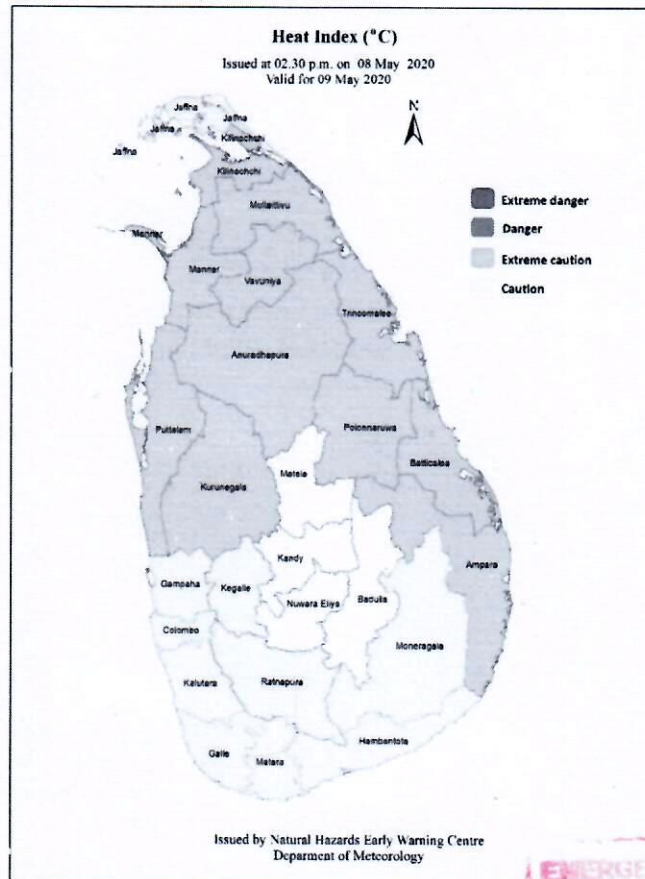 Heat Index (°C)
Issued at 02.30 p.m. on 08 May 2020
Valid for 09 May 2020
N
Jaffna
Jaffna
Jaffna
Kilinochchi
Jaffna
Kilinochchi
Mullaitivu
Mannar
Mannar
Vavuniya
Trincomalee
Anuradhapura
Puttalam
Polonnaruwa
Batticaloa
Matale
Kurunegala
Kandy
Ampara
Gampaha
Kegalle
Nuwara Eliya
Badulla
Colombo
Moneragala
Kalutara
Ratnapura
Hambantota
Galle
Matara
Extreme danger
Danger
Extreme caution
Caution
Issued by Natural Hazards Early Warning Centre
Deparment of Meteorology
EMERGE